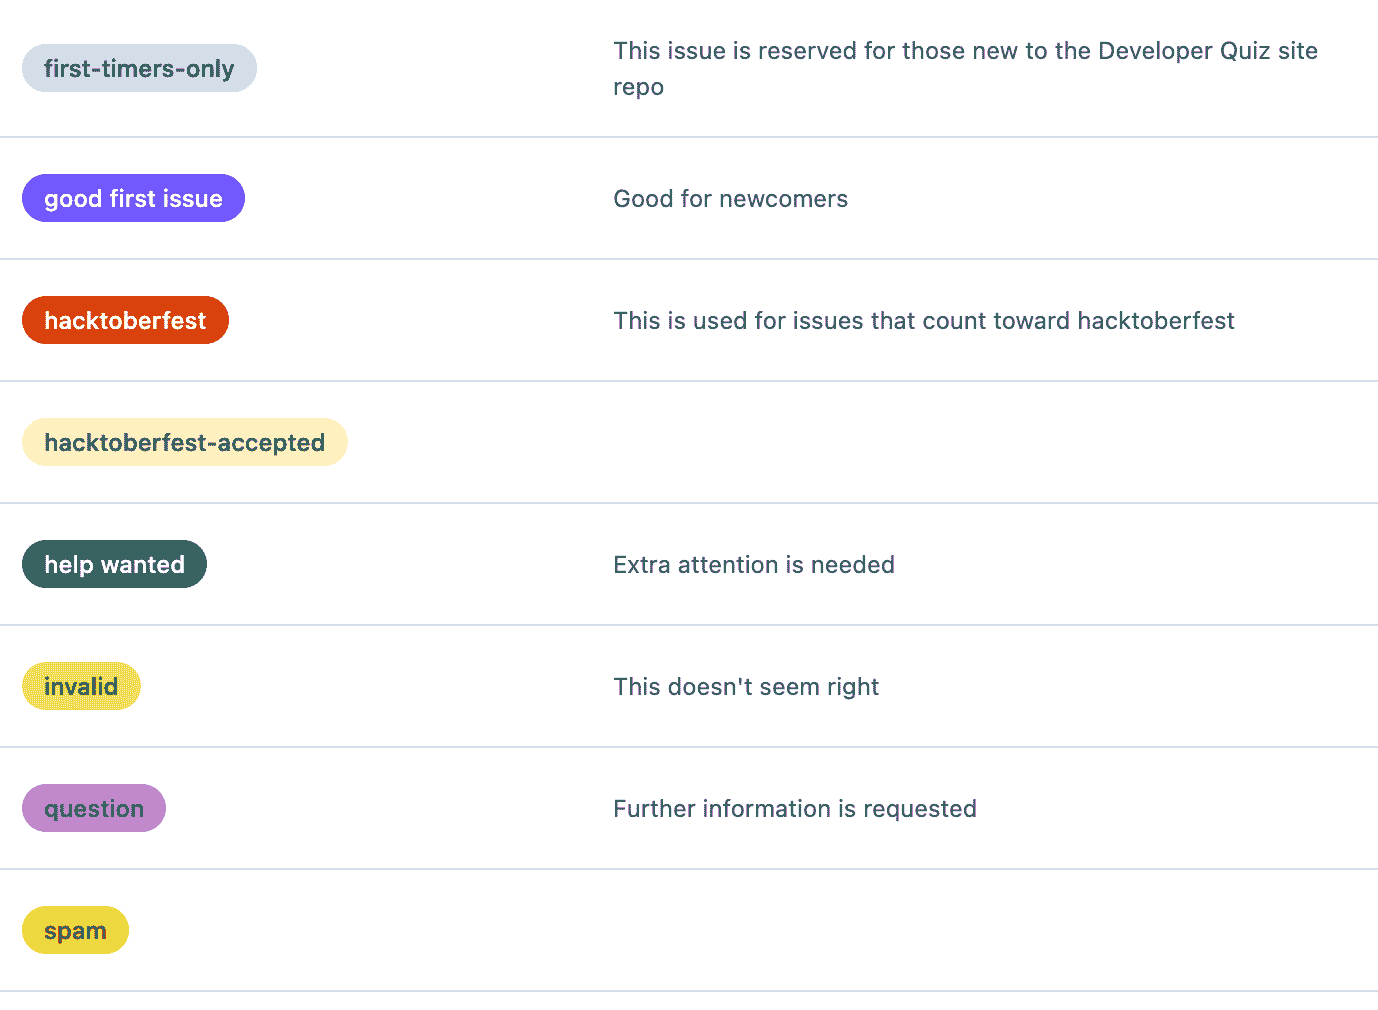 first-timers-only
This issue is reserved for those new to the Developer Quiz site
repo
good first issue
Good for newcomers
hacktoberfest
This is used for issues that count toward hacktoberfest
hacktoberfest-accepted
help wanted
Extra attention is needed
invalid
This doesn't seem right
question
Further information is requested
spam